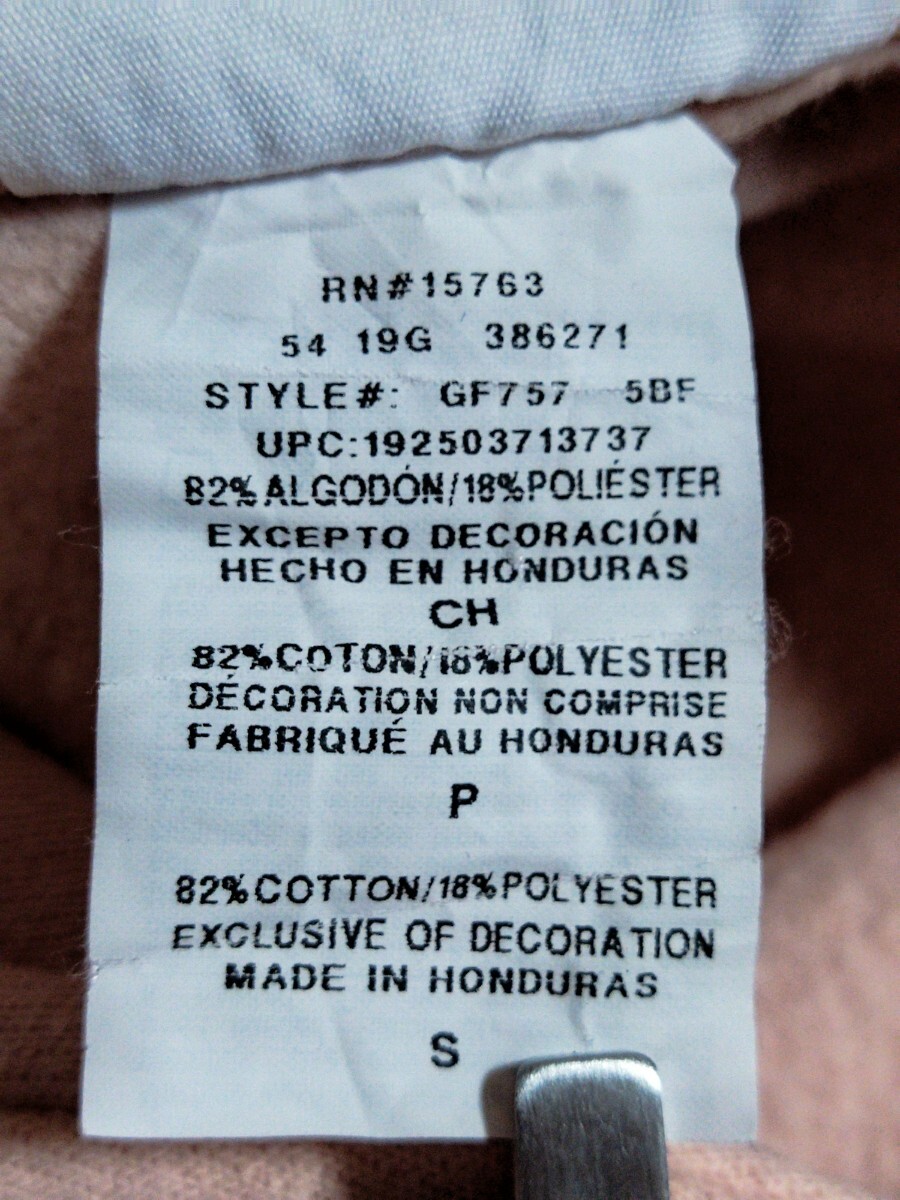 RN#15763
54 19G 386271
STYLE#: GF757 5BF
UPC:192503713737
82%ALGODÓN/18%POLIÉSTER
EXCEPTO DECORACIÓN
HECHO EN HONDURAS
CH
82%COTON/18%POLYESTER
DÉCORATION NON COMPRISE
FABRIQUÉ AU HONDURAS
P
82%COTTON/18%POLYESTER
EXCLUSIVE OF DECORATION
MADE IN HONDURAS
S